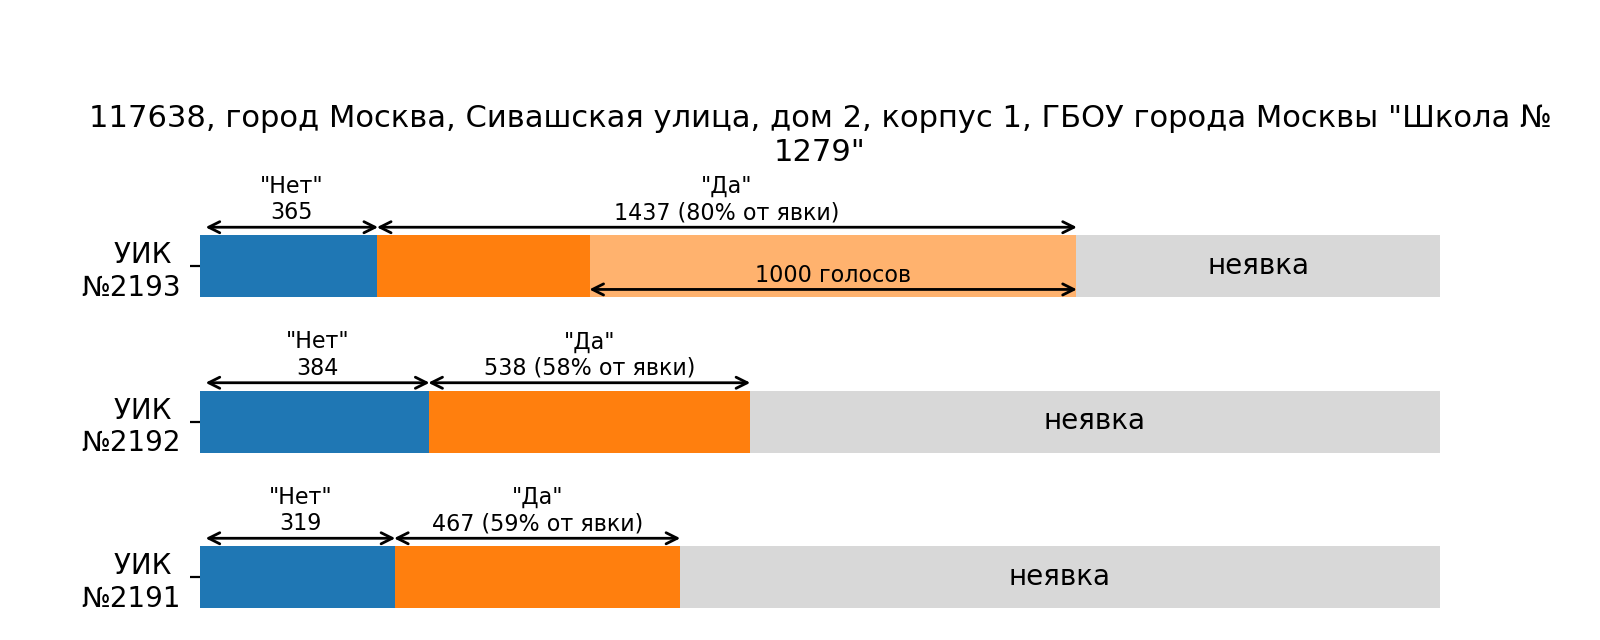 117638, город Москва, Сивашская улица, дом 2, корпус 1, ГБОУ города Москвы "Школа №
1279"
"Нет"
365
"Да"
1437 (80% от явки)
УИК
№2193
1000 голосов
неявка
"Нет"
384
"Да"
538 (58% от явки)
УИК
№2192
неявка
"Нет"
319
"Да"
467 (59% от явки)
УИК
№2191
неявка